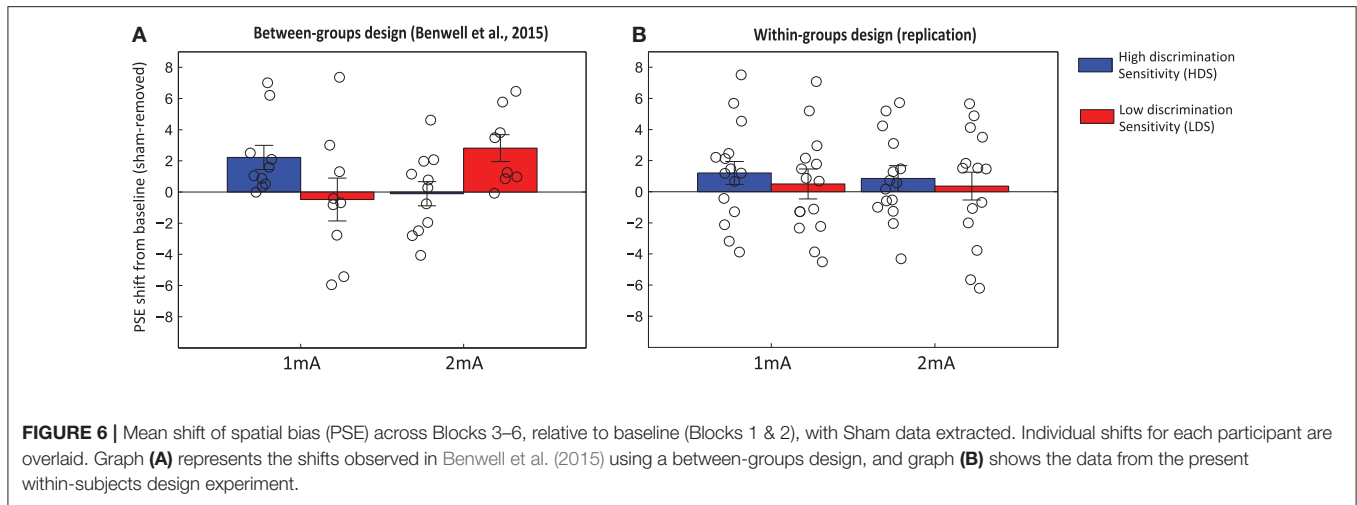 A
Between-groups design (Benwell et al., 2015)
B
Within-groups design (replication)
High discrimination
Sensitivity (HDS)
Low discrimination
Sensitivity (LDS)
PSE shift from baseline (sham-removed)
8
6
4
2
0
−2
−4
−6
−8
1mA
2mA
8
6
4
2
0
−2
−4
−6
−8
1mA
2mA
FIGURE 6 | Mean shift of spatial bias (PSE) across Blocks 3–6, relative to baseline (Blocks 1 & 2), with Sham data extracted. Individual shifts for each participant are
overlaid. Graph (A) represents the shifts observed in Benwell et al. (2015) using a between-groups design, and graph (B) shows the data from the present
within-subjects design experiment.